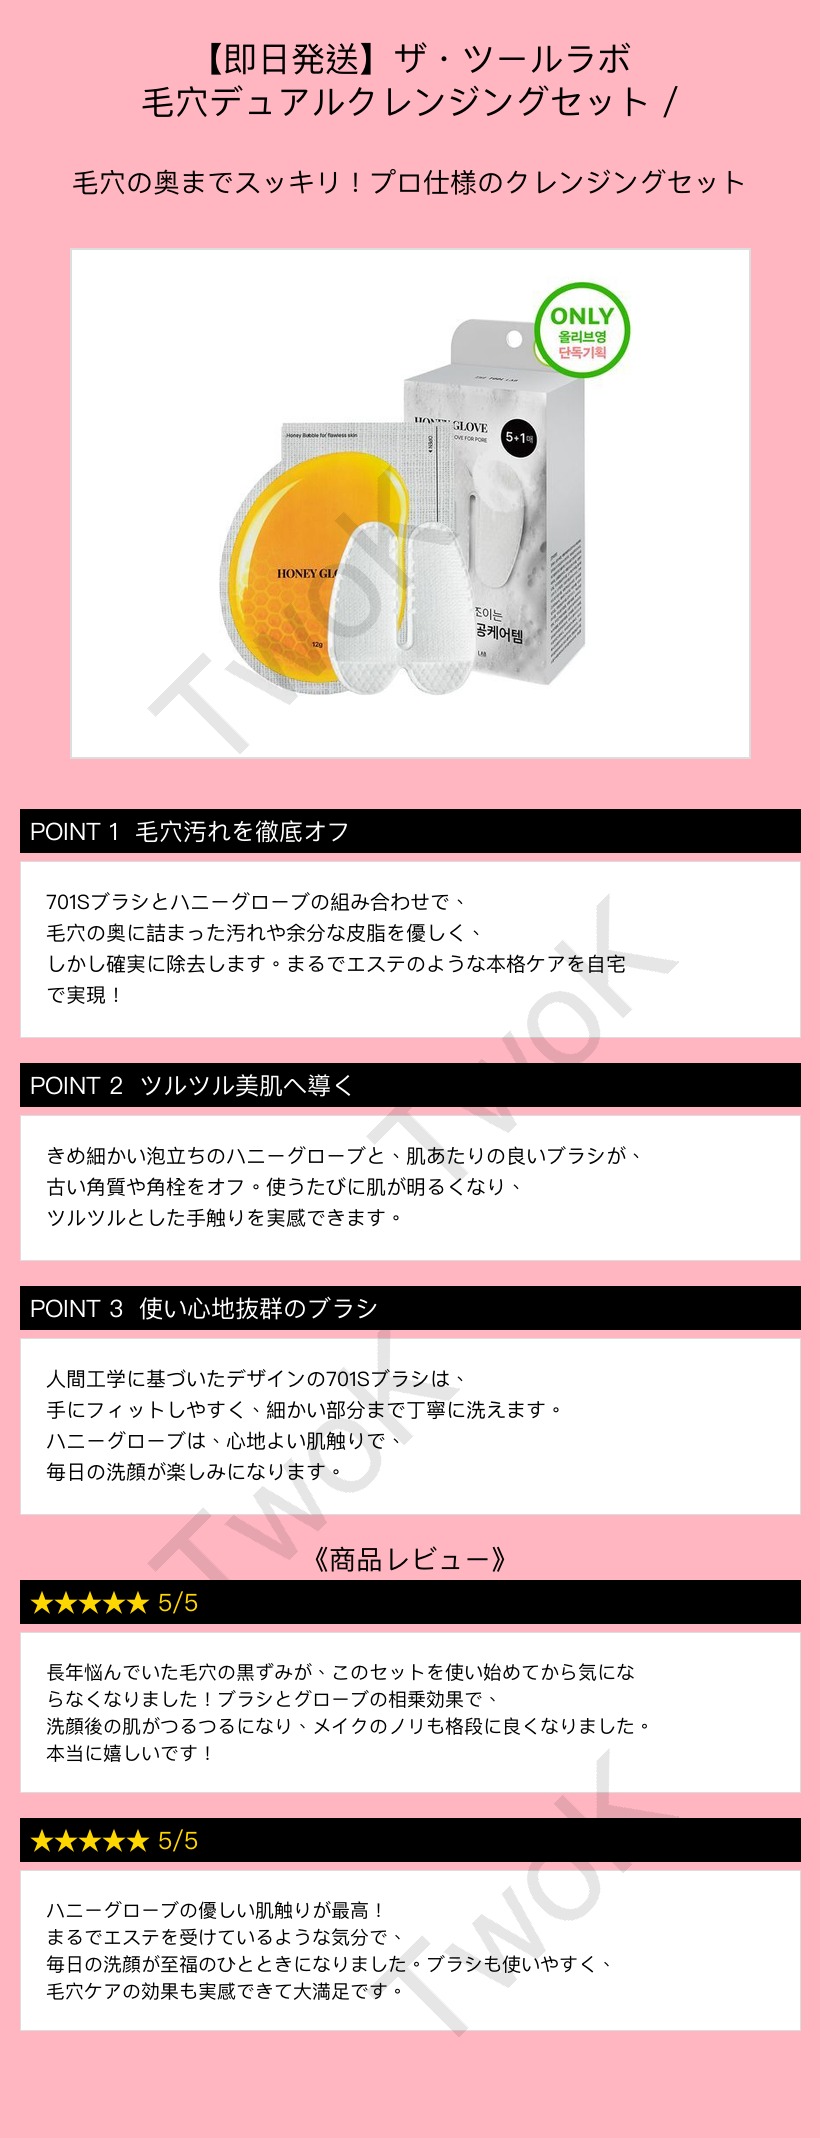 【即日発送】ザ・ツールラボ
毛穴デュアルクレンジングセット /
毛穴の奥までスッキリ！プロ仕様のクレンジングセット
ONLY
올리브영
단독기획
THE TOOL LAB
HONEY GLOVE
OVE FOR PORE
5+1매
Honey Bubble for flawless skin
OPEN
HONEY GLO
12g
조이는
공케어템
LAB
TwoK
POINT 1 毛穴汚れを徹底オフ
701Sブラシとハニーグローブの組み合わせで、
毛穴の奥に詰まった汚れや余分な皮脂を優しく、
しかし確実に除去します。まるでエステのような本格ケアを自宅
で実現！
TwoK
POINT 2 ツルツル美肌へ導く
きめ細かい泡立ちのハニーグローブと、肌あたりの良いブラシが、
古い角質や角栓をオフ。使うたびに肌が明るくなり、
ツルツルとした手触りを実感できます。
POINT 3 使い心地抜群のブラシ
人間工学に基づいたデザインの701Sブラシは、
手にフィットしやすく、細かい部分まで丁寧に洗えます。
ハニーグローブは、心地よい肌触りで、
毎日の洗顔が楽しみになります。
TwoK
《商品レビュー》
★★★★★ 5/5
長年悩んでいた毛穴の黒ずみが、このセットを使い始めてから気にな
らなくなりました！ブラシとグローブの相乗効果で、
洗顔後の肌がつるつるになり、メイクのノリも格段に良くなりました。
本当に嬉しいです！
★★★★★ 5/5
ハニーグローブの優しい肌触りが最高！
まるでエステを受けているような気分で、
毎日の洗顔が至福のひとときになりました。ブラシも使いやすく、
毛穴ケアの効果も実感できて大満足です。
TwoK